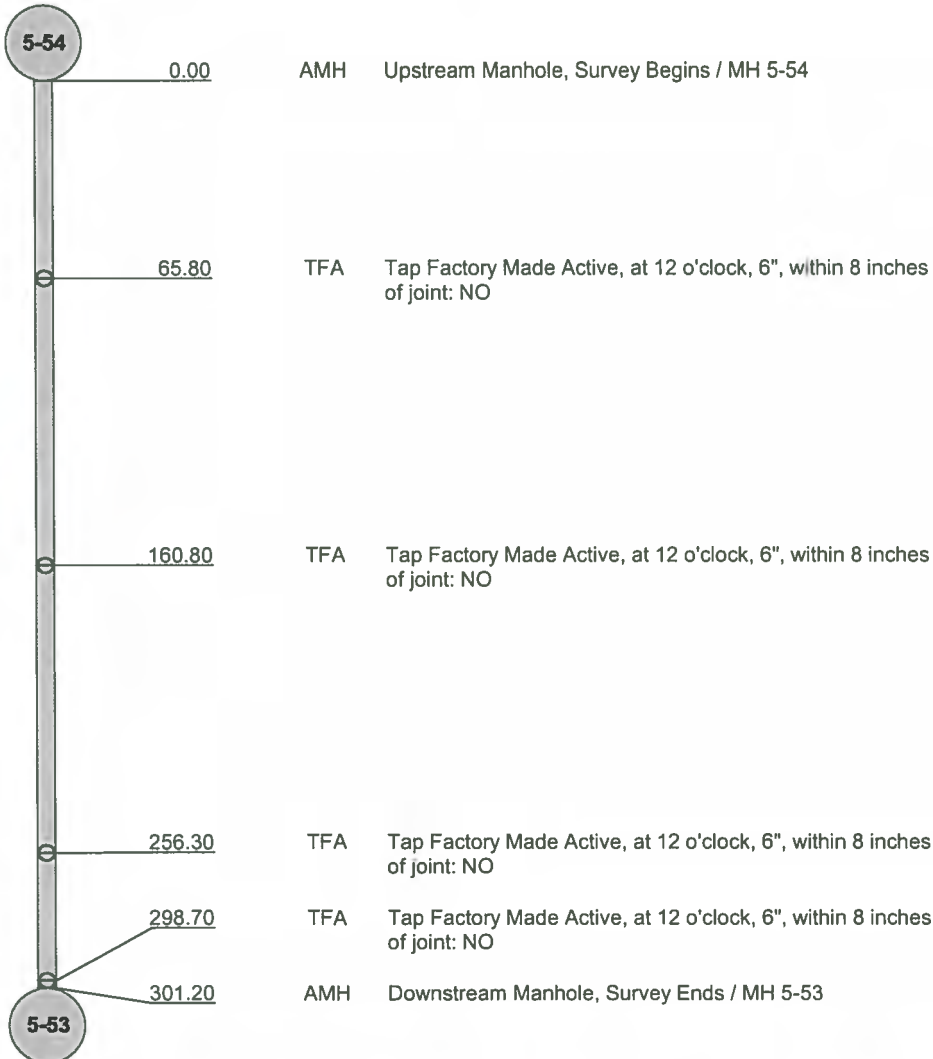 5-54
0.00 AMH Upstream Manhole, Survey Begins / MH 5-54
65.80 TFA Tap Factory Made Active, at 12 o'clock, 6", within 8 inches
of joint: NO
160.80 TFA Tap Factory Made Active, at 12 o'clock, 6", within 8 inches
of joint: NO
256.30 TFA Tap Factory Made Active, at 12 o'clock, 6", within 8 inches
of joint: NO
298.70 TFA Tap Factory Made Active, at 12 o'clock, 6", within 8 inches
of joint: NO
301.20 AMH Downstream Manhole, Survey Ends / MH 5-53
5-53